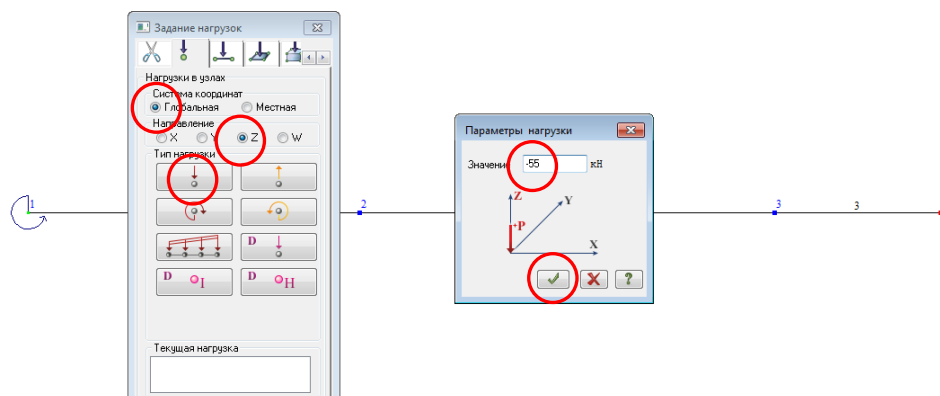 Задание нагрузок
Нагрузки в узлах
Система координат
Глобальная Местная
Направление
X Y Z W
Тип нагрузки
D
D I D H
Текущая нагрузка
Параметры нагрузки
Значение -55 кН
Z
Y
+P
X
?
1
2
3
3